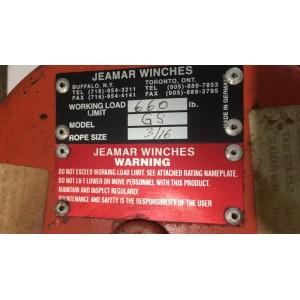 JEAMAR WINCHES
BUFFALO, N.Y. TORONTO, ONT.
TEL (716)-854-3211 TEL (905)-889-7853
FAX (716)-854-4141 FAX (905)-889-3795
WORKING LOAD LIMIT 660 lb.
MODEL G5
ROPE SIZE 3/16
MADE IN GERMANY
JEAMAR WINCHES
WARNING
DO NOT EXCEED WORKING LOAD LIMIT. SEE ATTACHED RATING NAMEPLATE.
DO NOT LIFT LOWER OR MOVE PERSONNEL WITH THIS PRODUCT.
MAINTAIN AND INSPECT REGULARLY.
MAINTENANCE AND SAFETY IS THE RESPONSIBILITY OF THE USERS.